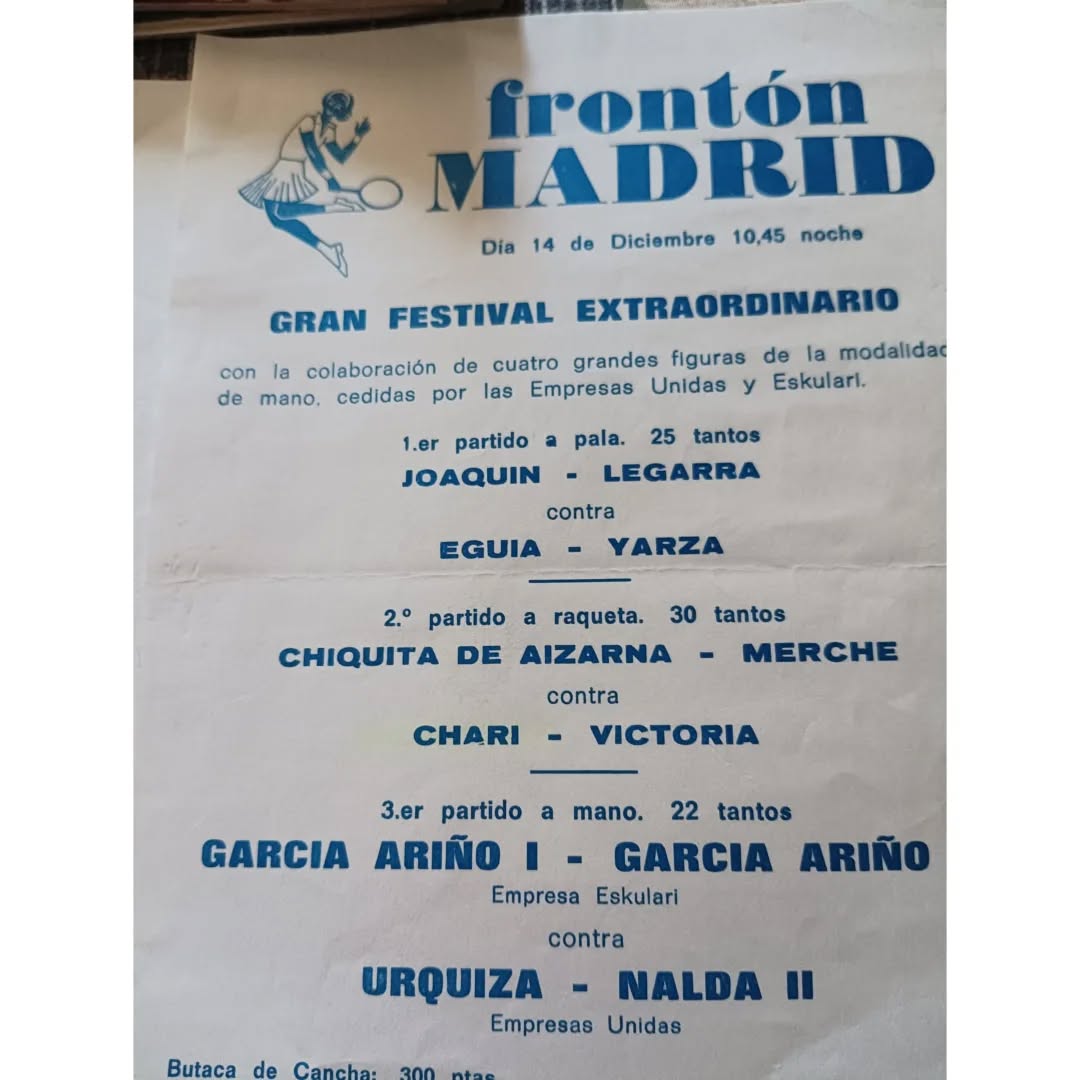 frontón
MADRID
Día 14 de Diciembre 10,45 noche
GRAN FESTIVAL EXTRAORDINARIO
con la colaboración de cuatro grandes figuras de la modalidad
de mano, cedidas por las Empresas Unidas y Eskulari.
1.er partido a pala. 25 tantos
JOAQUIN - LEGARRA
contra
EGUIA - YARZA
2.º partido a raqueta. 30 tantos
CHIQUITA DE AIZARNA - MERCHE
contra
CHARI - VICTORIA
3.er partido a mano. 22 tantos
GARCIA ARIÑO I - GARCIA ARIÑO
Empresa Eskulari
contra
URQUIZA - NALDA II
Empresas Unidas
Butaca de Cancha: 300 ptas